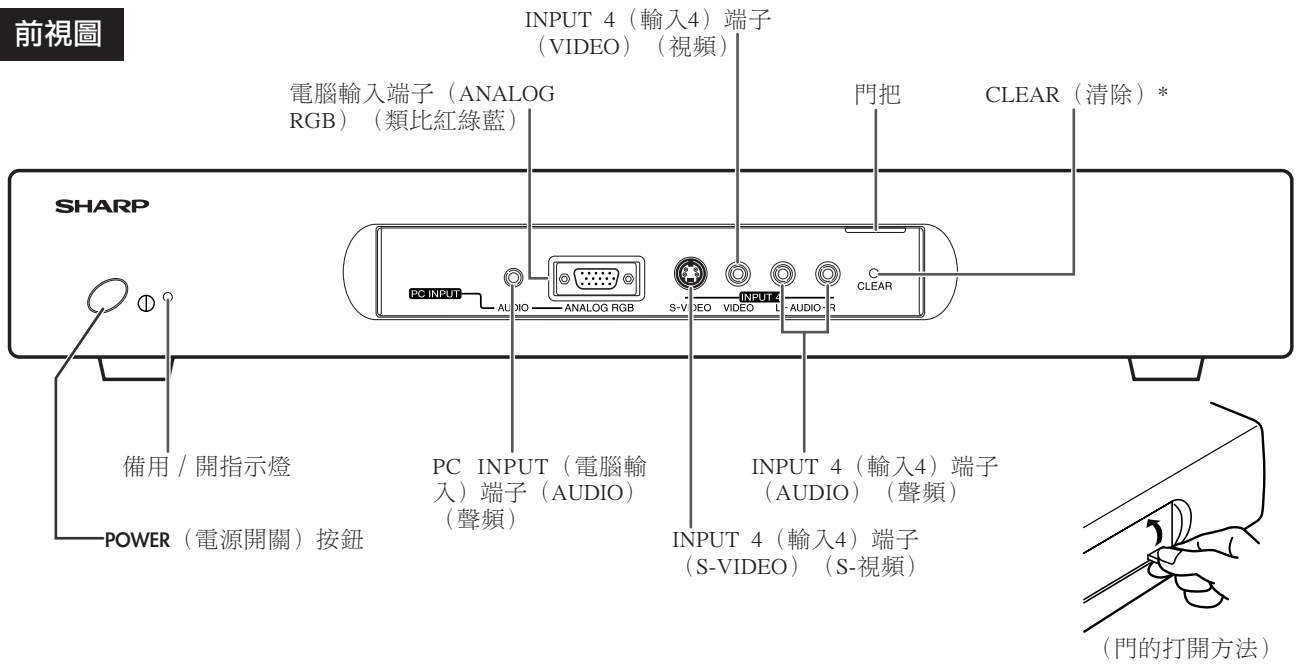 前視圖
INPUT 4（輸入4）端子
（VIDEO）（視頻）
電腦輸入端子（ANALOG
RGB）（類比紅綠藍）
門把
CLEAR（清除）*
SHARP
PC INPUT
AUDIO
ANALOG RGB
S-VIDEO
VIDEO
INPUT 4
L - AUDIO - R
CLEAR
備用 / 開指示燈
POWER（電源開關）按鈕
PC INPUT（電腦輸
入）端子（AUDIO）
（聲頻）
INPUT 4（輸入4）端子
（S-VIDEO）（S-視頻）
INPUT 4（輸入4）端子
（AUDIO）（聲頻）
（門的打開方法）